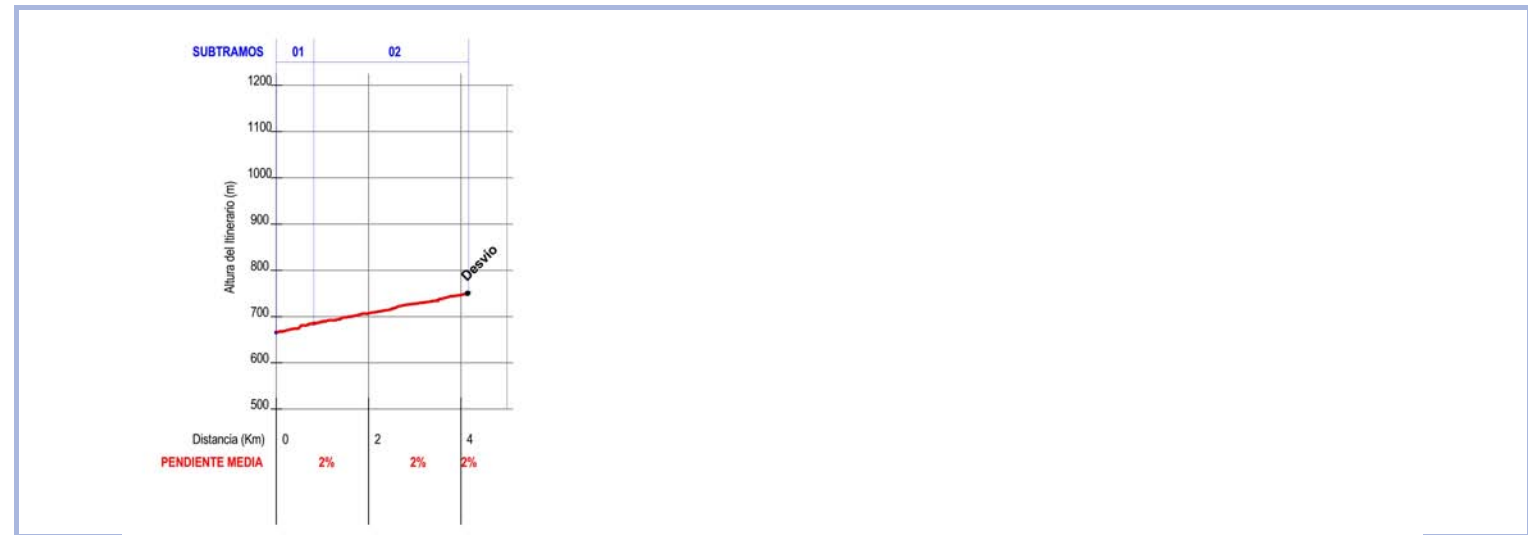 SUBTRAMOS 01 02
1200
1100
1000
900
800
700
600
500
Altura del Itinerario (m)
Desvio
Distancia (Km) 0 2 4
PENDIENTE MEDIA 2% 2% 2%